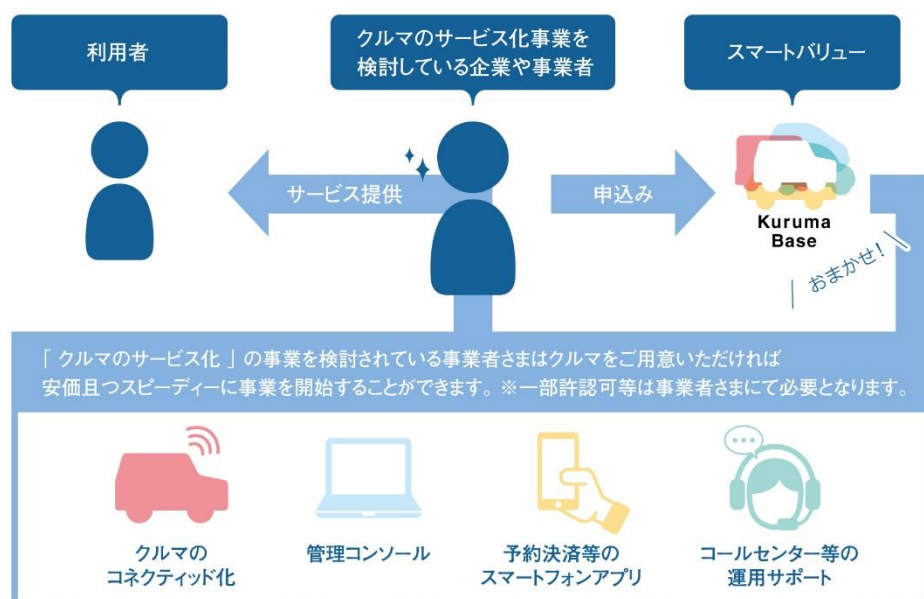 利用者
クルマのサービス化事業を
検討している企業や事業者
スマートバリュー
サービス提供
申込み
Kuruma
Base
おまかせ!
「 クルマのサービス化 」 の事業を検討されている事業者さまはクルマをご用意いただければ
安価且つスピーディーに事業を開始することができます。 ※一部許認可等は事業者さまにて必要となります。
クルマの
コネクティッド化
管理コンソール
予約決済等の
スマートフォンアプリ
コールセンター等の
運用サポート